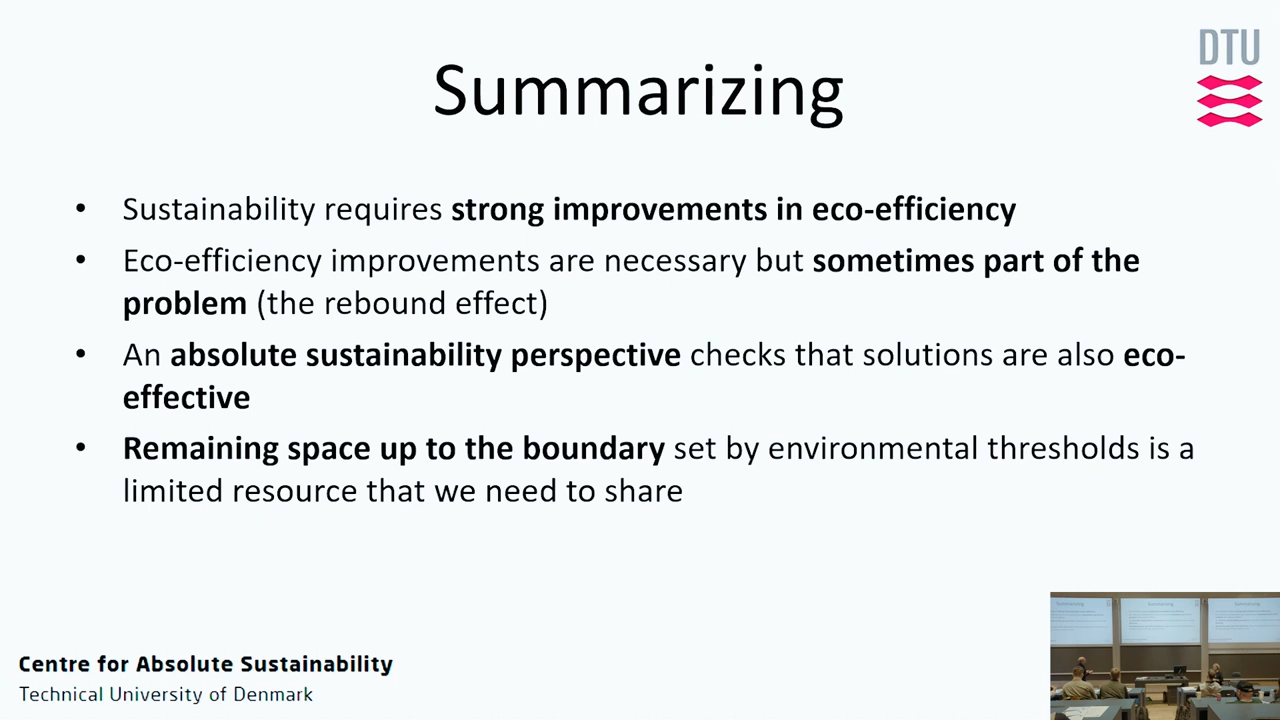 DTU
Summarizing
• Sustainability requires strong improvements in eco-efficiency
• Eco-efficiency improvements are necessary but sometimes part of the
problem (the rebound effect)
• An absolute sustainability perspective checks that solutions are also eco-
effective
• Remaining space up to the boundary set by environmental thresholds is a
limited resource that we need to share
Centre for Absolute Sustainability
Technical University of Denmark